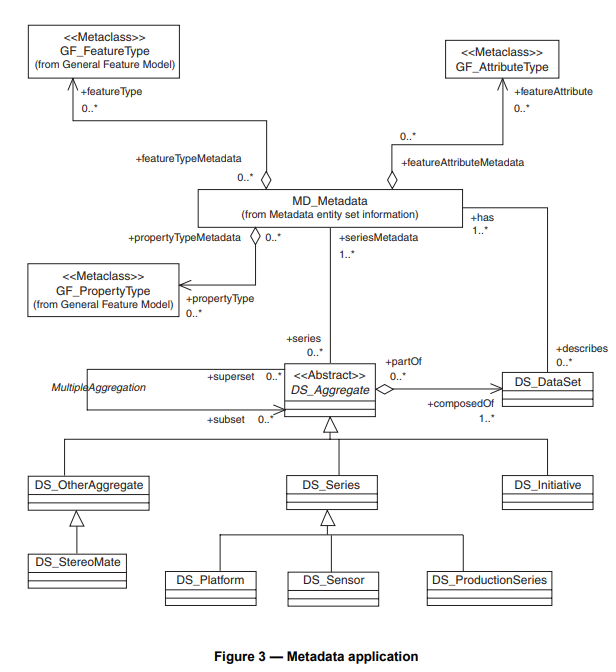 <<Metaclass>>
GF_FeatureType
(from General Feature Model)
<<Metaclass>>
GF_AttributeType
+featureType
0..*
+featureAttribute
0..*
+featureTypeMetadata
0..*
0..*
+featureAttributeMetadata
MD_Metadata
(from Metadata entity set information)
+has
1..*
+propertyTypeMetadata
0..*
+seriesMetadata
1..*
<<Metaclass>>
GF_PropertyType
(from General Feature Model)
+propertyType
0..*
+series
0..*
+describes
0..*
MultipleAggregation
+superset 0..*
+subset 0..*
<<Abstract>>
DS_Aggregate
+partOf
0..*
+composedOf
1..*
DS_DataSet
DS_OtherAggregate
DS_Series
DS_Initiative
DS_StereoMate
DS_Platform
DS_Sensor
DS_ProductionSeries
Figure 3 — Metadata application